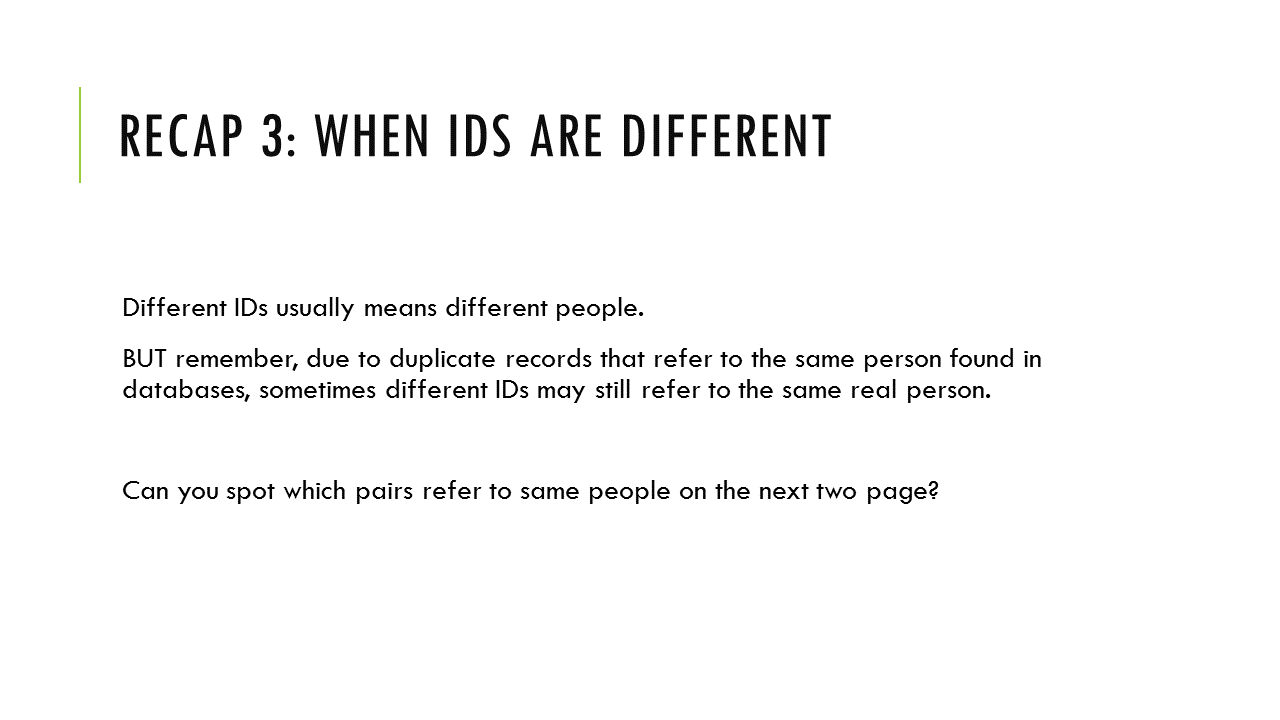 RECAP 3: WHEN IDS ARE DIFFERENT
Different IDs usually means different people.
BUT remember, due to duplicate records that refer to the same person found in
databases, sometimes different IDs may still refer to the same real person.
Can you spot which pairs refer to same people on the next two page?